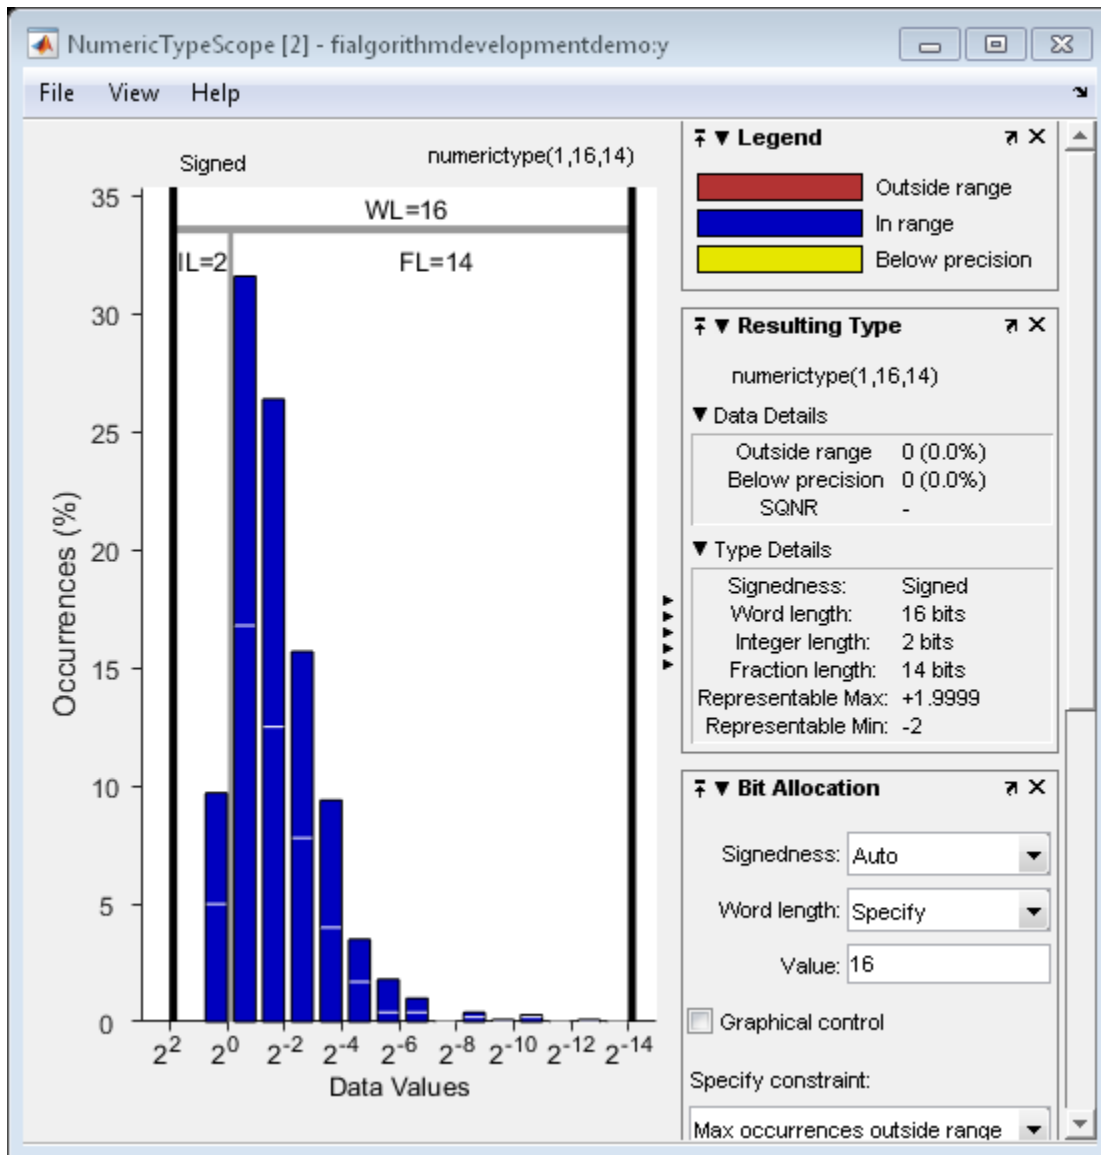 NumericTypeScope [2] - fialgorithmdevelopmentdemo:y
File View Help
Signed
numerictype(1,16,14)
WL=16
IL=2
FL=14
35
30
25
20
15
10
5
0
Occurrences (%)
2^2 2^0 2^-2 2^-4 2^-6 2^-8 2^-10 2^-12 2^-14
Data Values
Legend
Outside range
In range
Below precision
Resulting Type
numerictype(1,16,14)
Data Details
Outside range 0 (0.0%)
Below precision 0 (0.0%)
SQNR -
Type Details
Signedness: Signed
Word length: 16 bits
Integer length: 2 bits
Fraction length: 14 bits
Representable Max: +1.9999
Representable Min: -2
Bit Allocation
Signedness: Auto
Word length: Specify
Value: 16
Graphical control
Specify constraint:
Max occurrences outside range